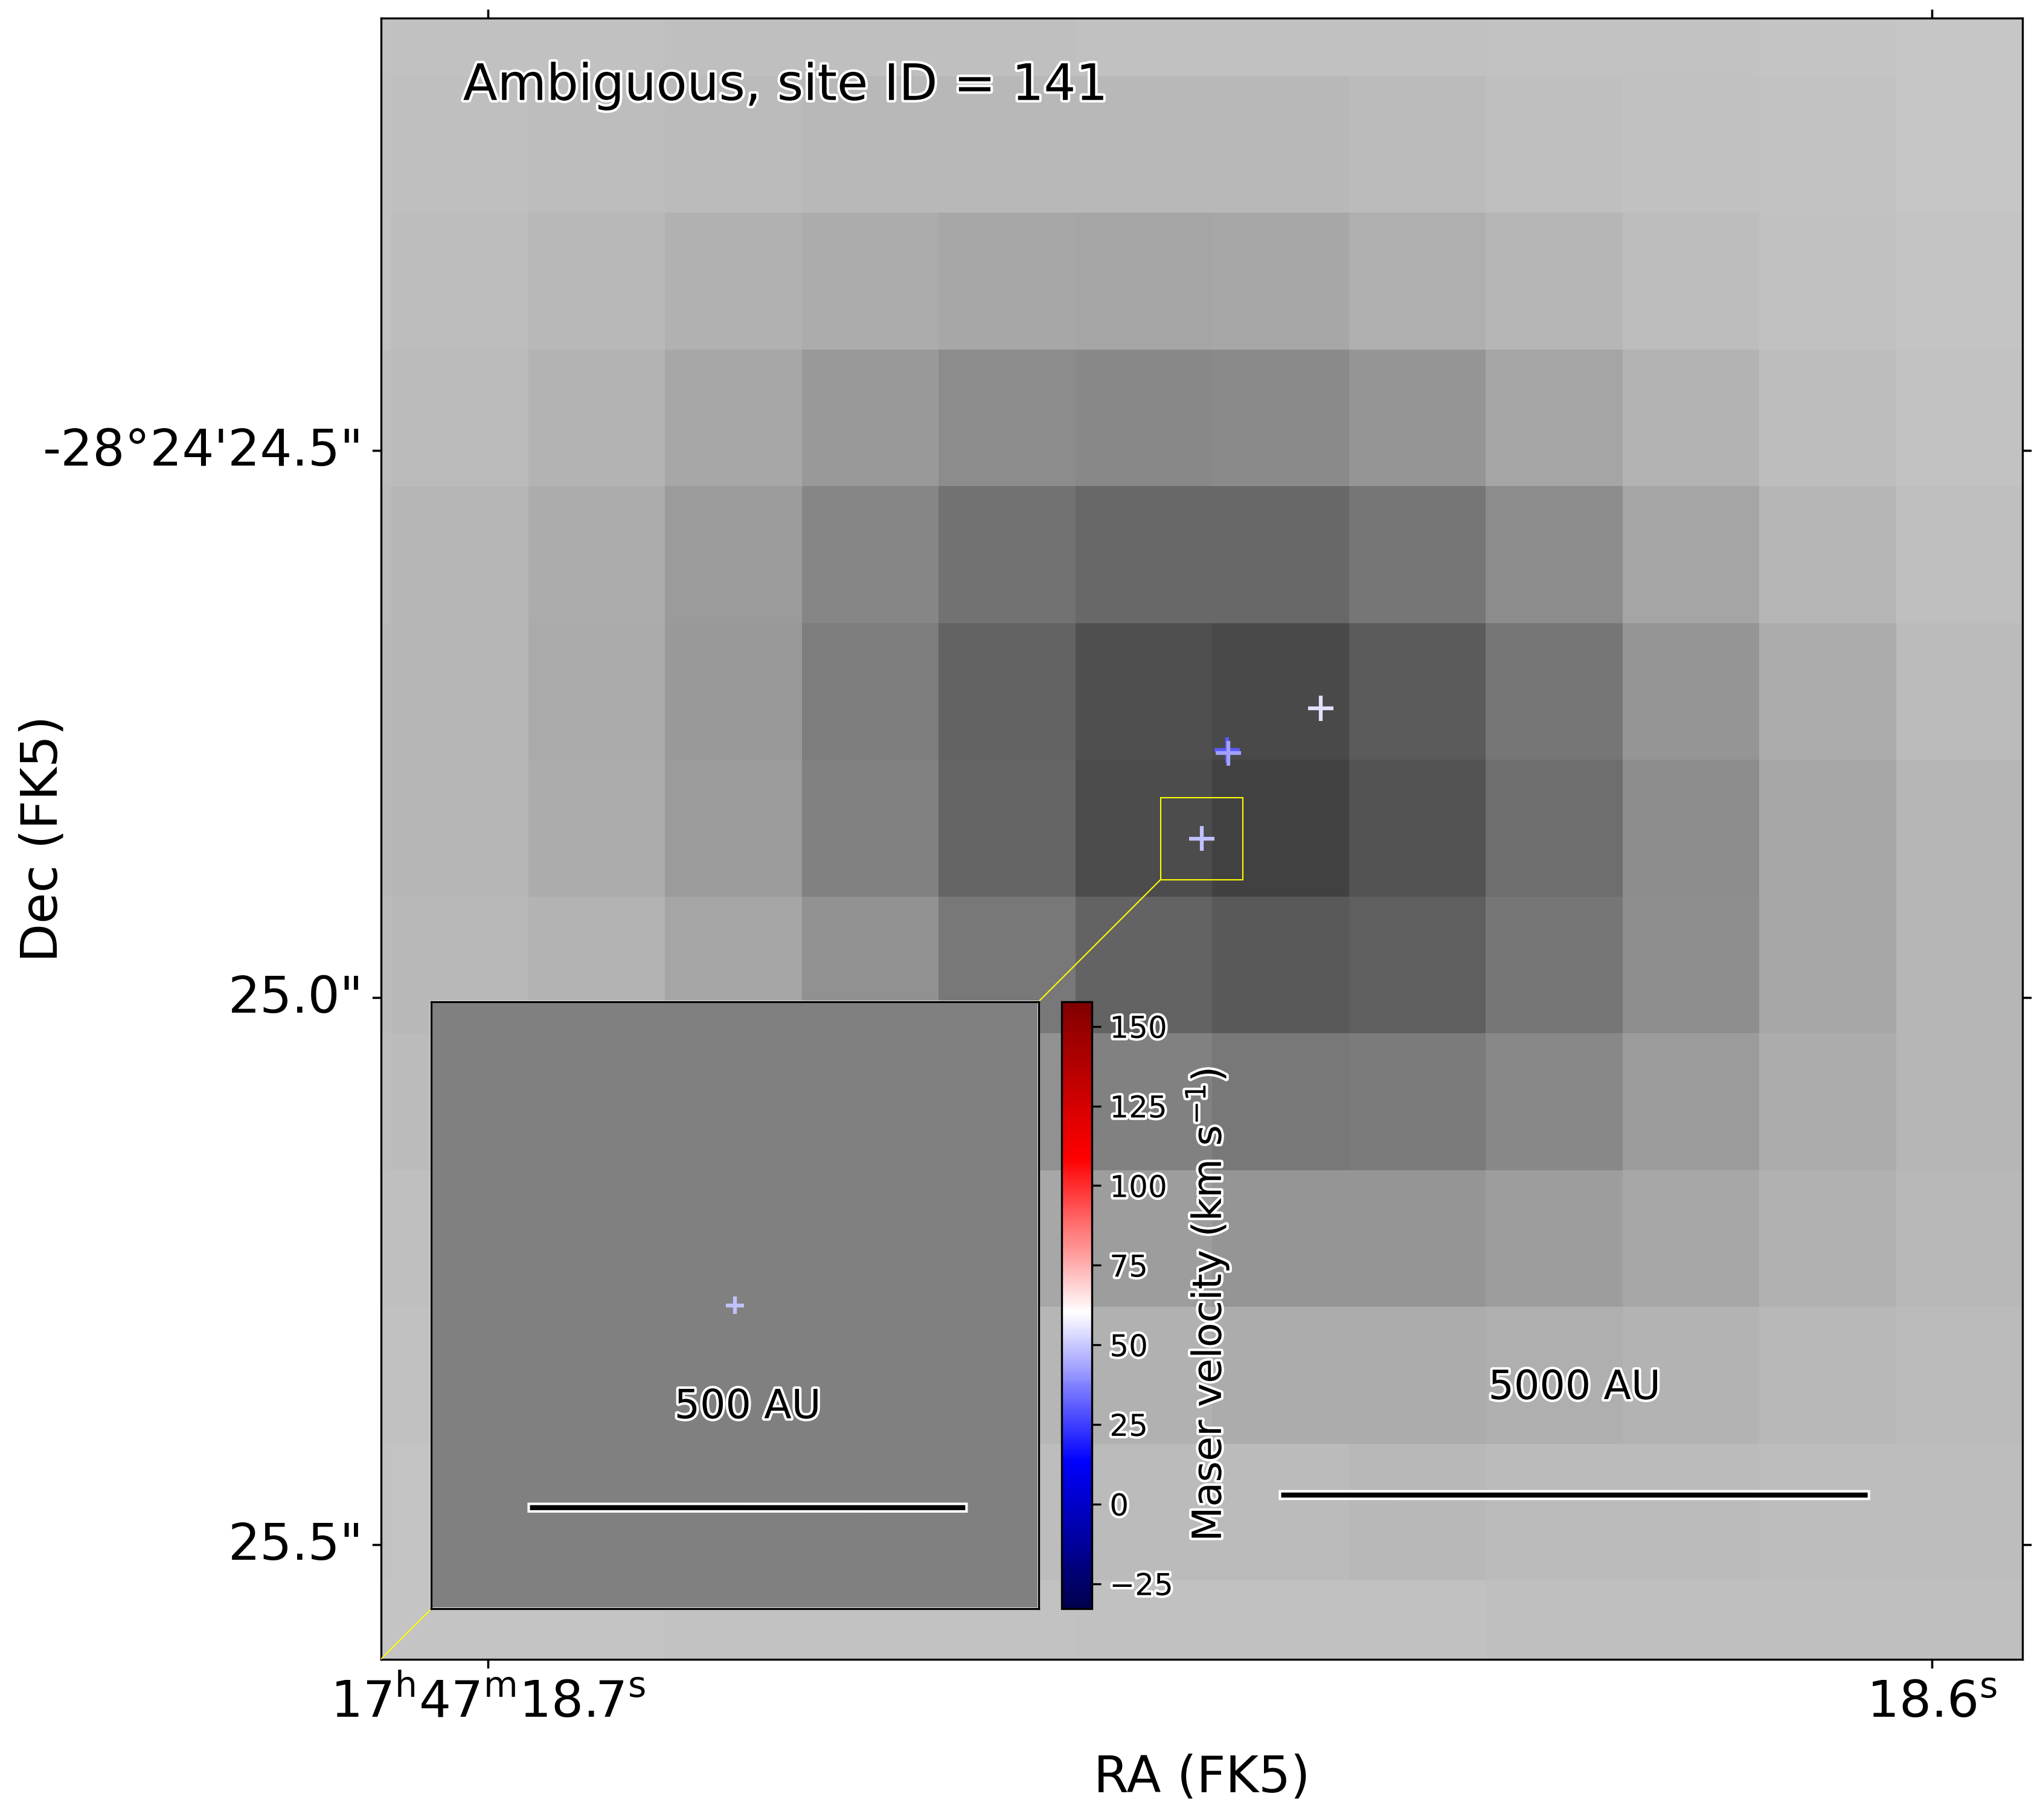 Ambiguous, site ID = 141
-28°24'24.5"
25.0"
25.5"
Dec (FK5)
150
125
100
75
50
25
0
−25
Maser velocity (km s⁻¹)
500 AU
5000 AU
17ʰ47ᵐ18.7ˢ
18.6ˢ
RA (FK5)